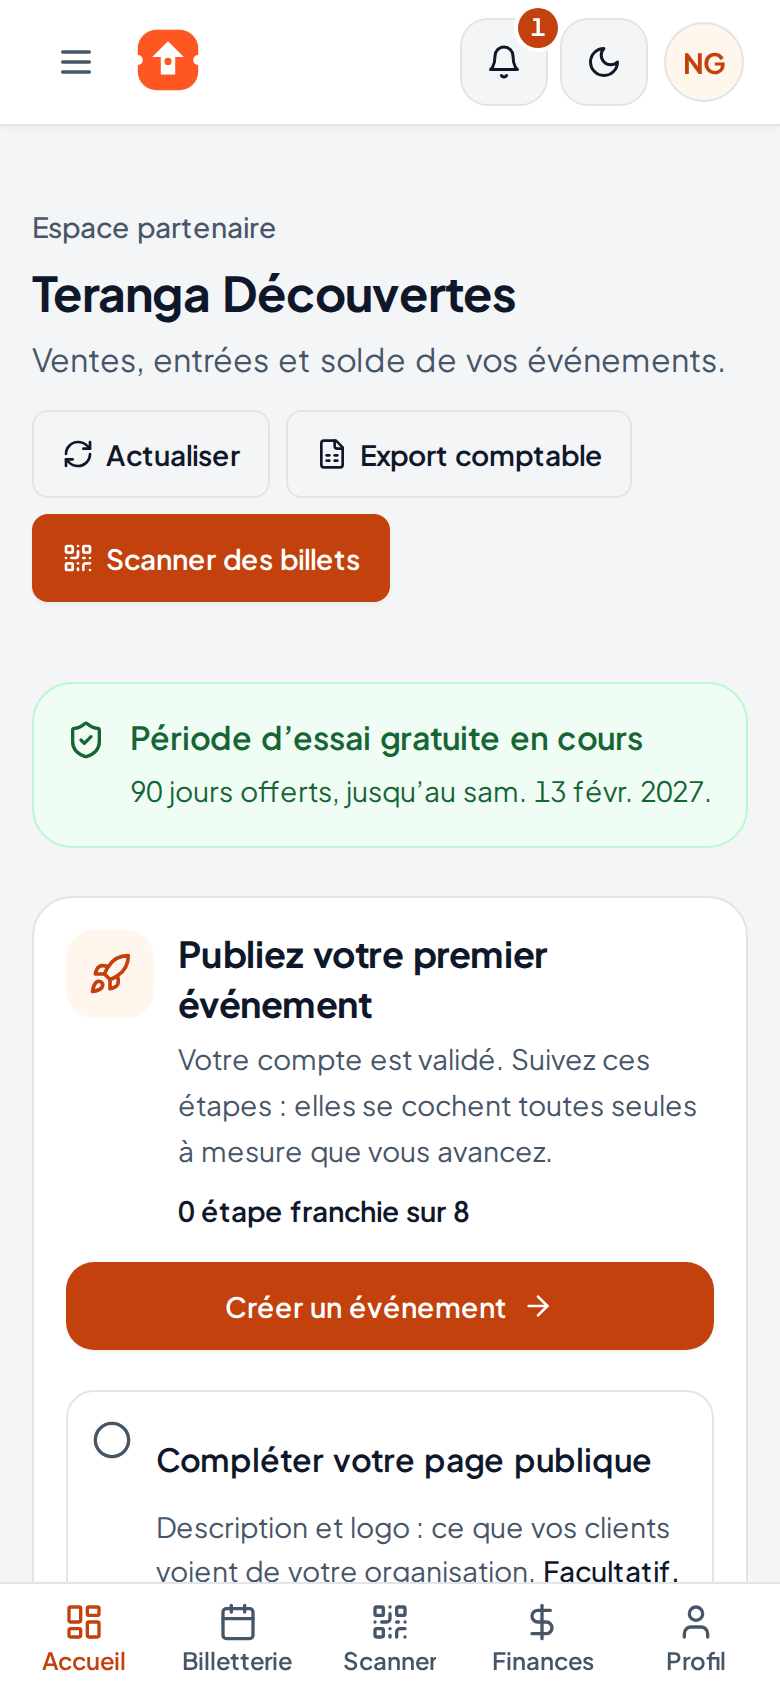 1
NG
Espace partenaire
Teranga Découvertes
Ventes, entrées et solde de vos événements.
Actualiser
Export comptable
Scanner des billets
Période d’essai gratuite en cours
90 jours offerts, jusqu’au sam. 13 févr. 2027.
Publiez votre premier
événement
Votre compte est validé. Suivez ces
étapes : elles se cochent toutes seules
à mesure que vous avancez.
0 étape franchie sur 8
Créer un événement
Compléter votre page publique
Description et logo : ce que vos clients
voient de votre organisation. Facultatif.
Accueil
Billetterie
Scanner
Finances
Profil